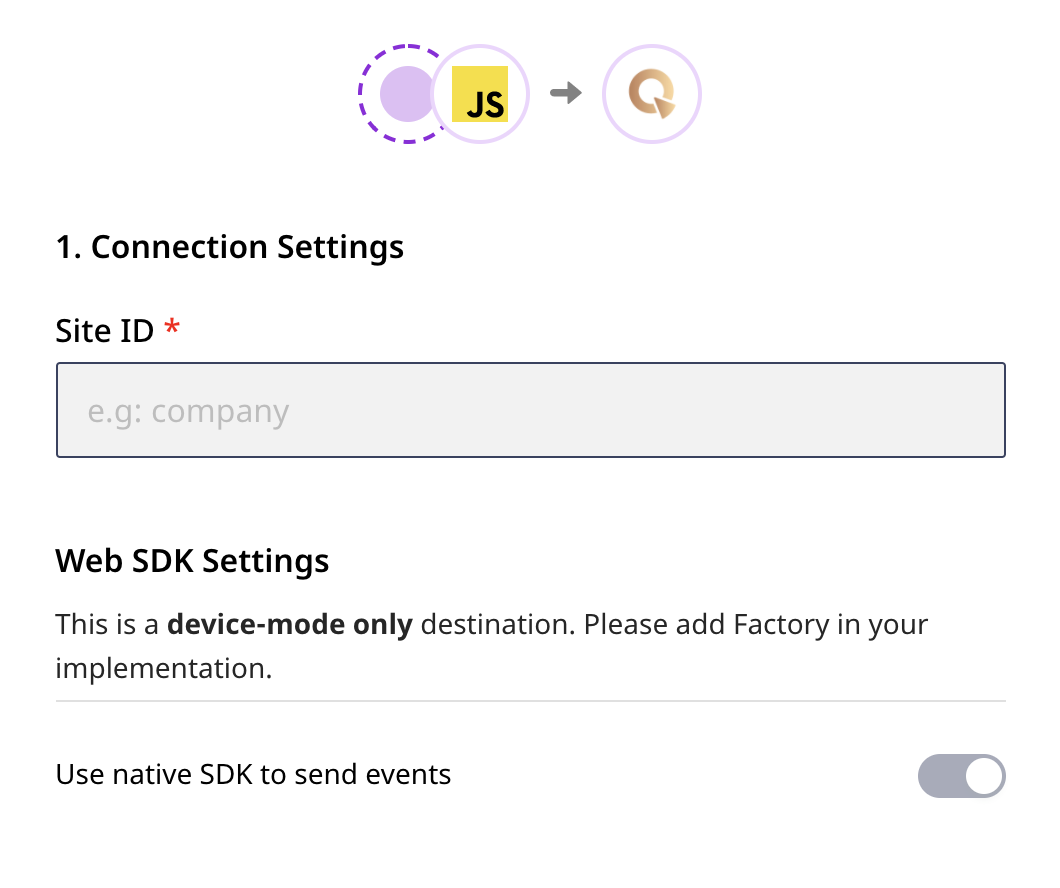 JS
1. Connection Settings
Site ID *
e.g: company
Web SDK Settings
This is a device-mode only destination. Please add Factory in your
implementation.
Use native SDK to send events